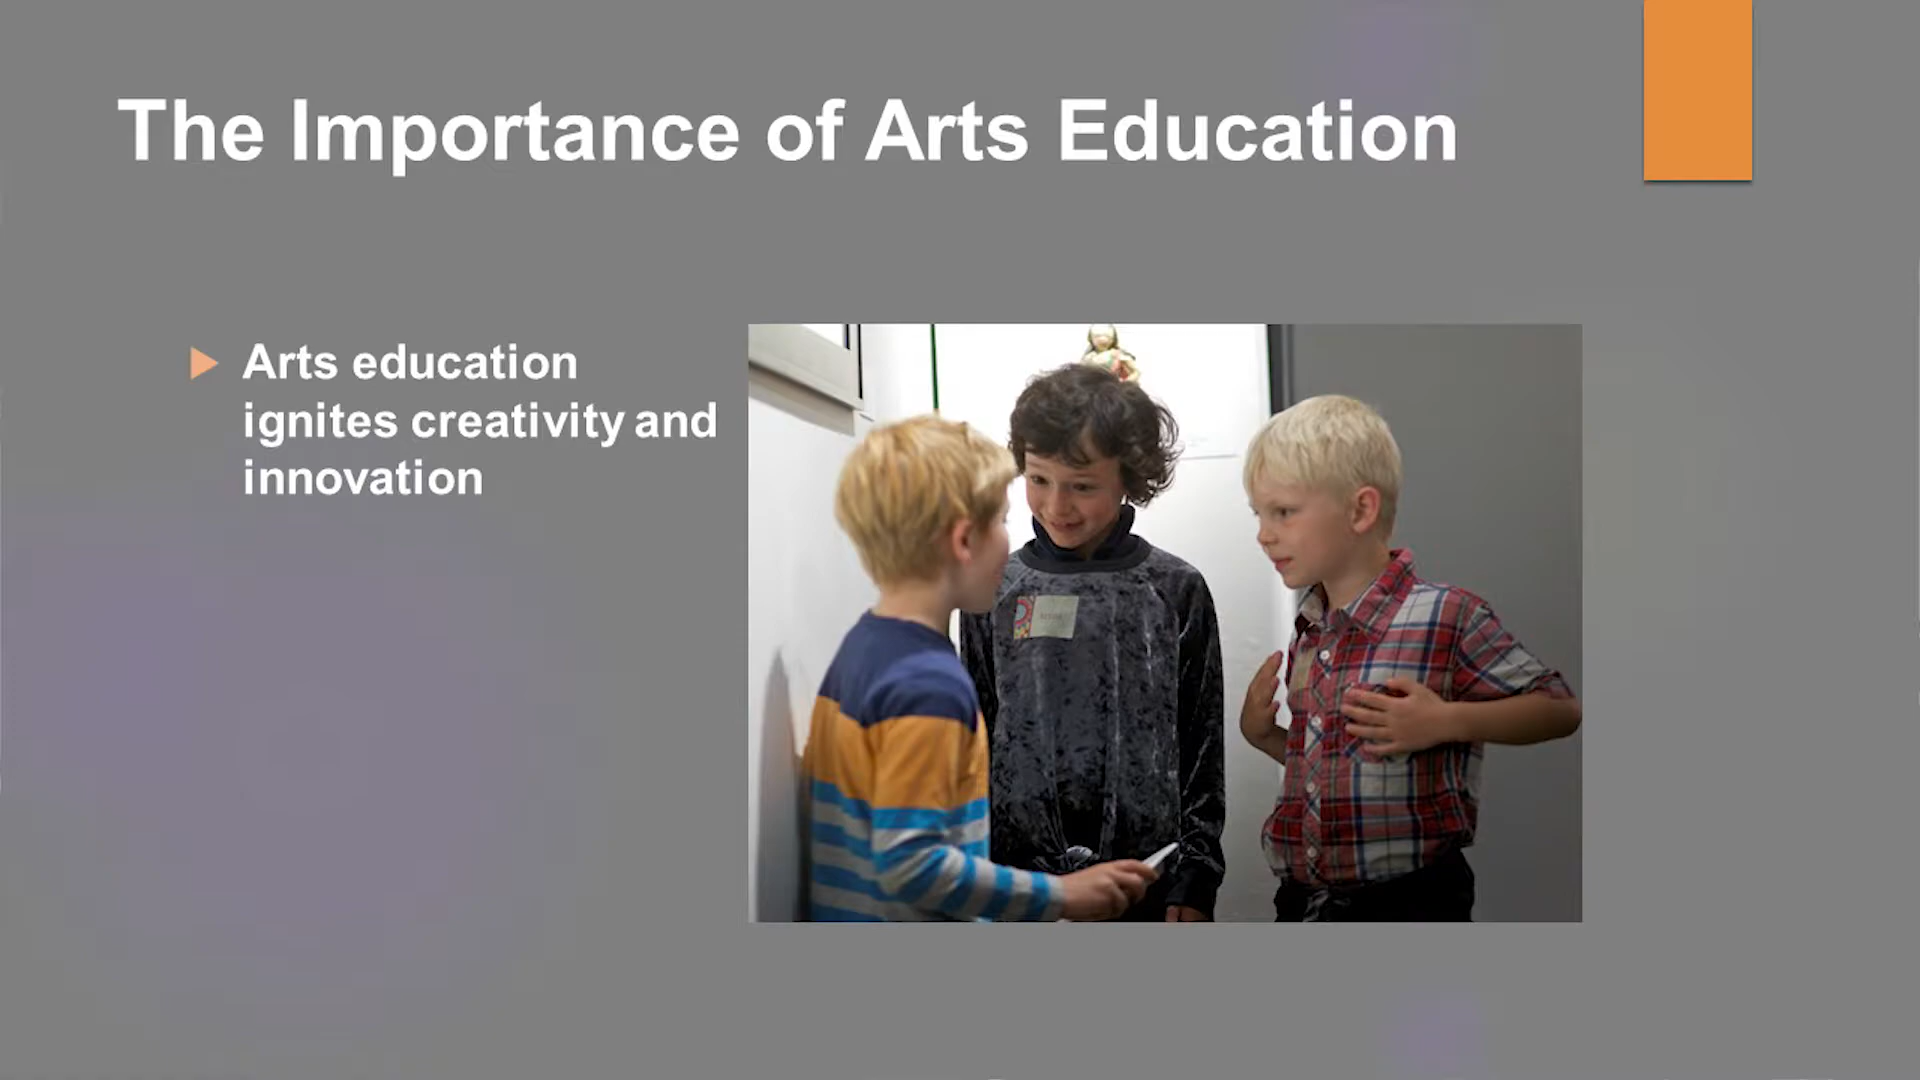 The Importance of Arts Education
Arts education
ignites creativity and
innovation